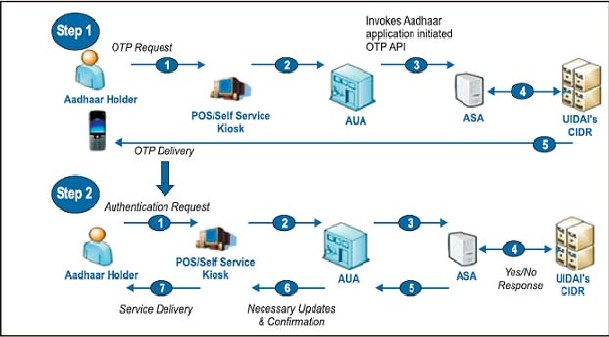 Step 1
OTP Request
Invokes Aadhaar
application initiated
OTP API
1
2
3
4
Aadhaar Holder
POS/Self Service
Kiosk
AUA
ASA
UIDAI's
CIDR
5
OTP Delivery
Step 2
Authentication Request
1
2
3
4
Aadhaar Holder
POS/Self Service
Kiosk
AUA
ASA
Yes/No
Response
UIDAI's
CIDR
7
6
5
Service Delivery
Necessary Updates
& Confirmation